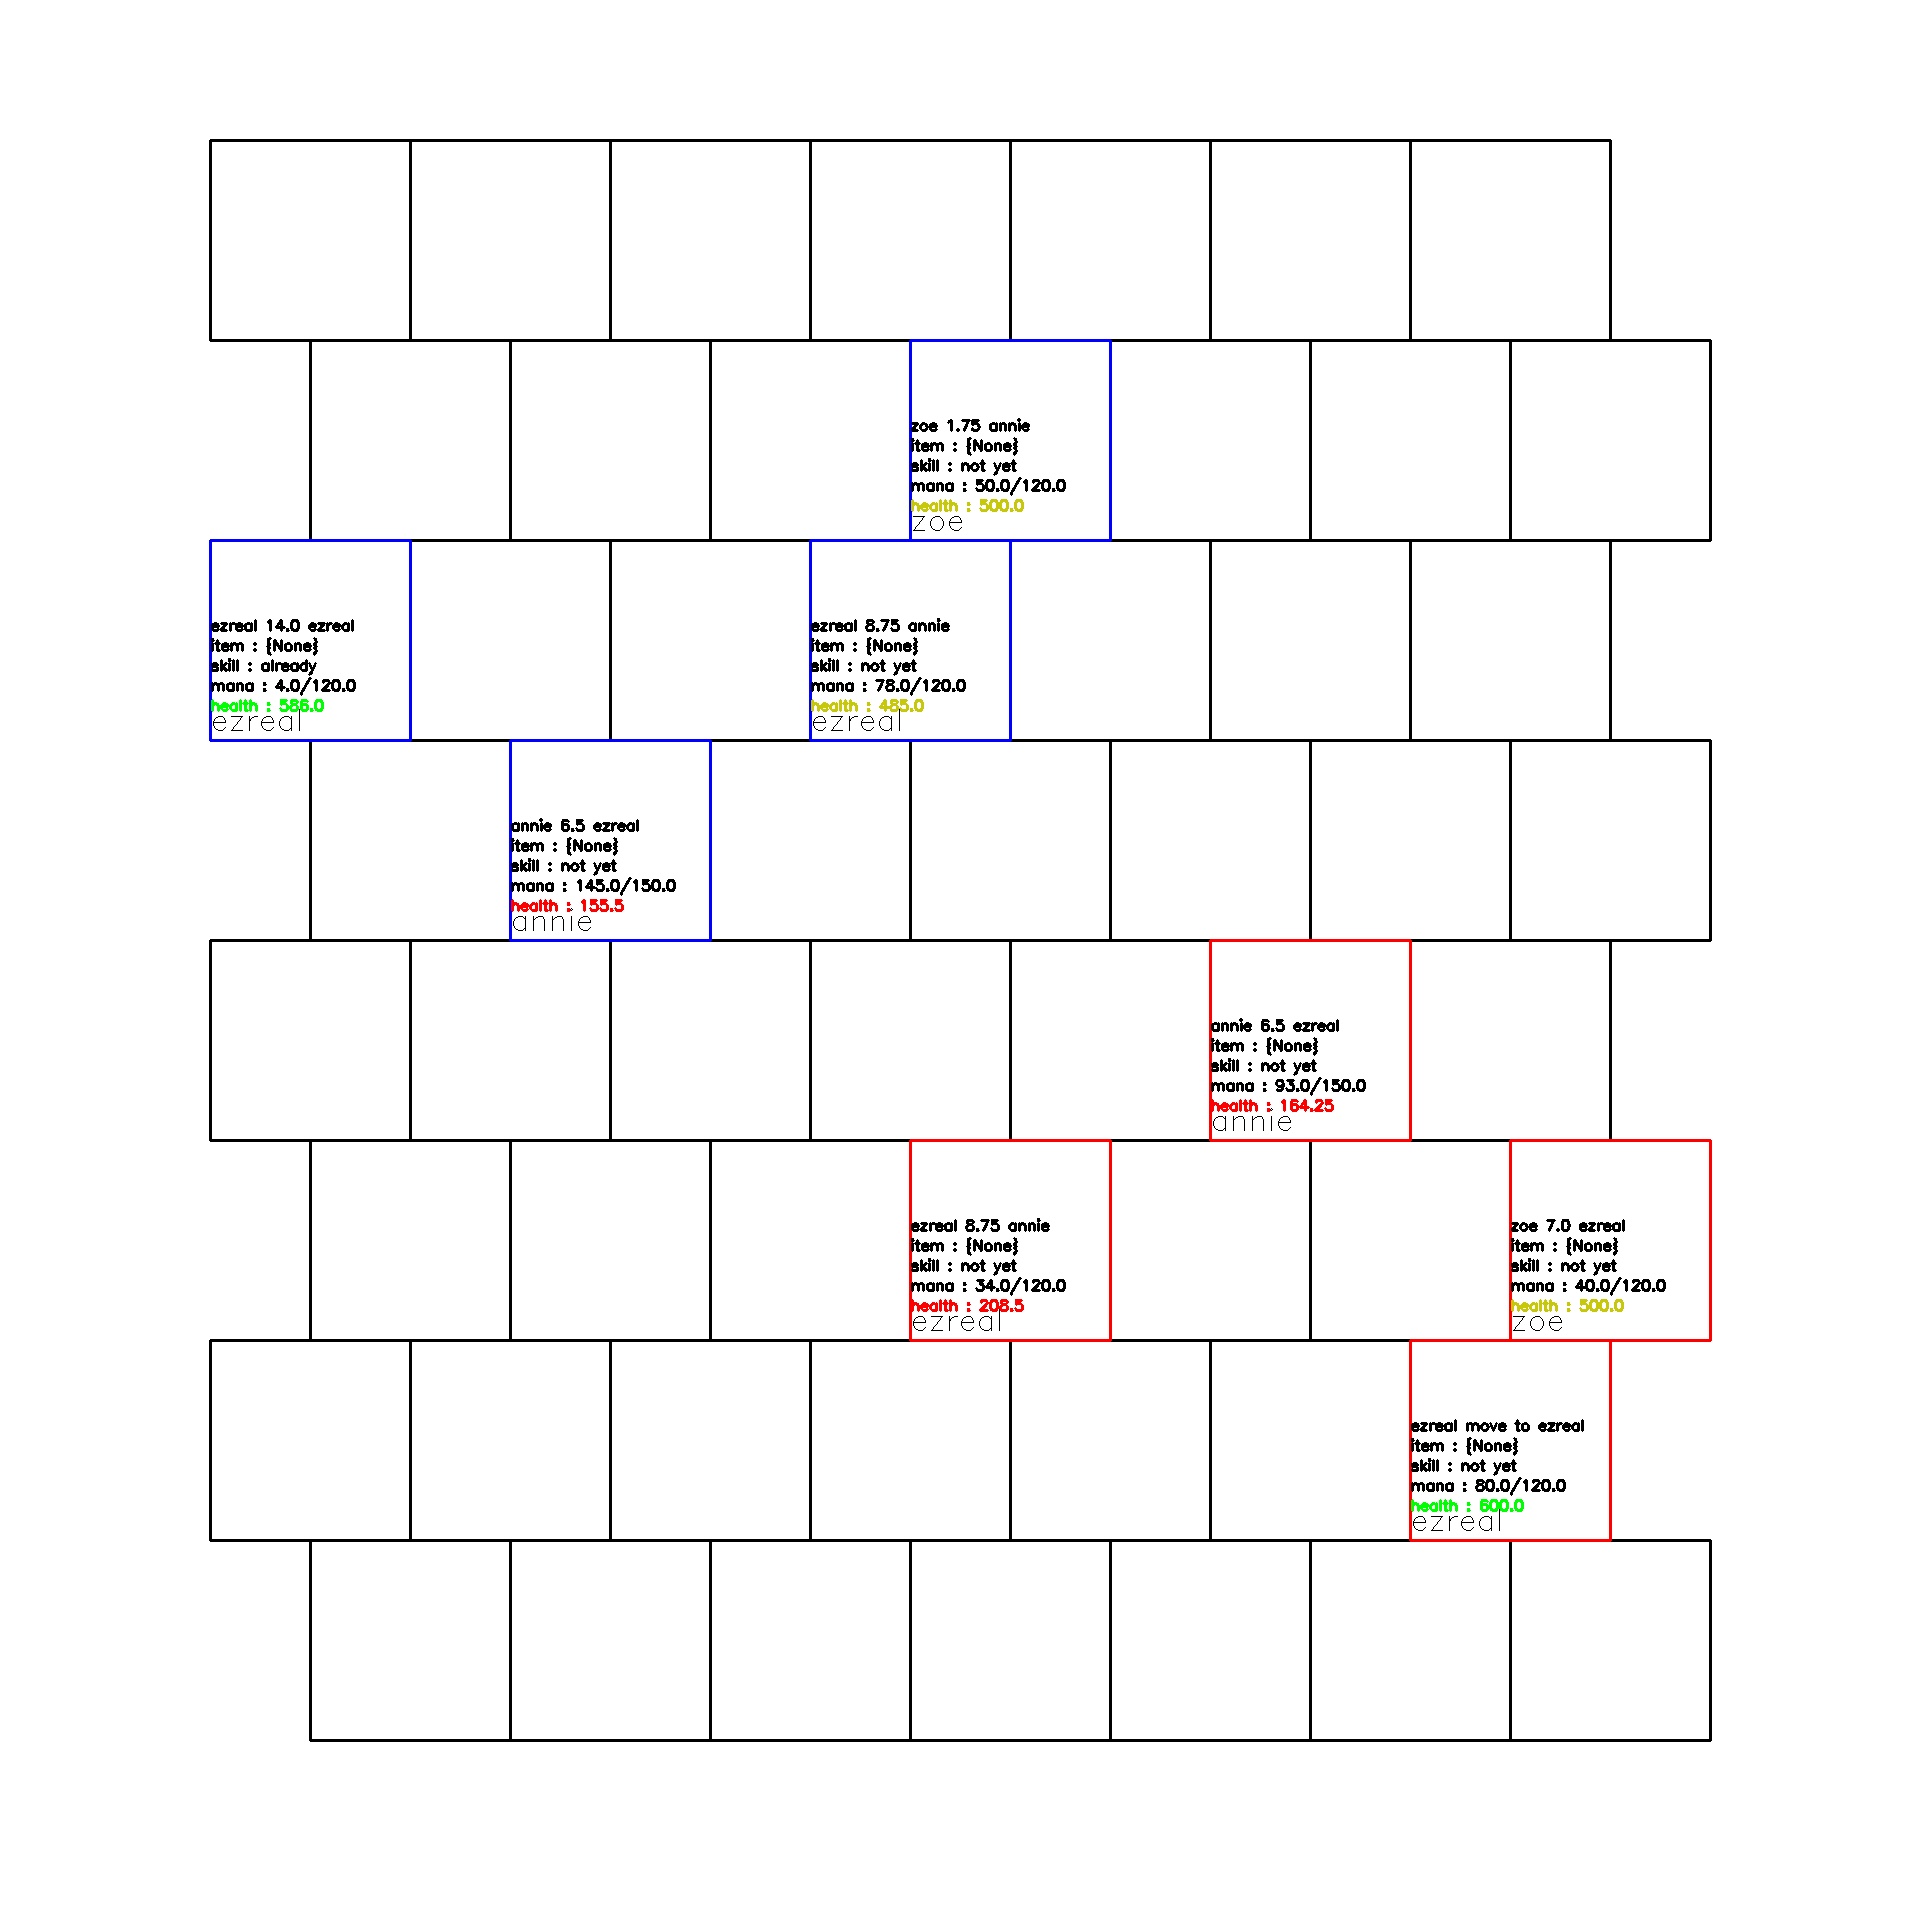 zoe 1.75 annie
item : {None}
skill : not yet
mana : 50.0/120.0
health : 500.0
zoe
ezreal 14.0 ezreal
item : {None}
skill : already
mana : 4.0/120.0
health : 586.0
ezreal
ezreal 8.75 annie
item : {None}
skill : not yet
mana : 78.0/120.0
health : 485.0
ezreal
annie 6.5 ezreal
item : {None}
skill : not yet
mana : 145.0/150.0
health : 155.5
annie
annie 6.5 ezreal
item : {None}
skill : not yet
mana : 93.0/150.0
health : 164.25
annie
ezreal 8.75 annie
item : {None}
skill : not yet
mana : 34.0/120.0
health : 208.5
ezreal
zoe 7.0 ezreal
item : {None}
skill : not yet
mana : 40.0/120.0
health : 500.0
zoe
ezreal move to ezreal
item : {None}
skill : not yet
mana : 80.0/120.0
health : 600.0
ezreal